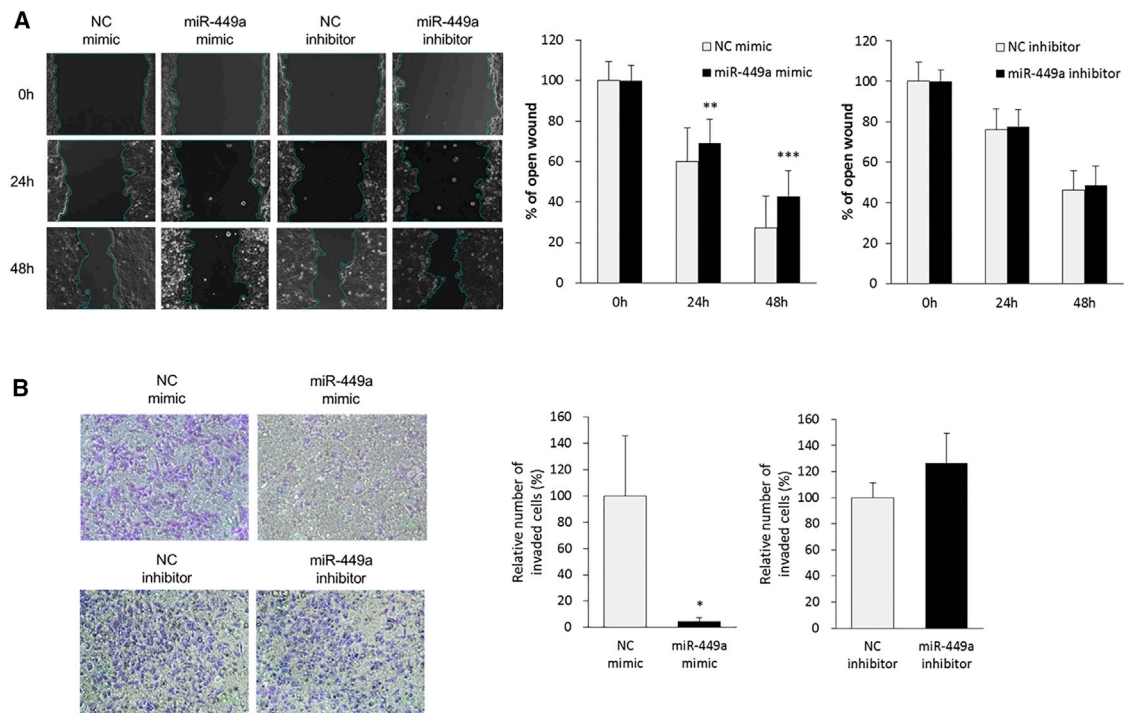 A
NC
mimic
miR-449a
mimic
NC
inhibitor
miR-449a
inhibitor
0h
24h
48h
% of open wound
120
100
80
60
40
20
0
NC mimic
miR-449a mimic
**
***
0h
24h
48h
% of open wound
120
100
80
60
40
20
0
NC inhibitor
miR-449a inhibitor
0h
24h
48h
B
NC
mimic
miR-449a
mimic
NC
inhibitor
miR-449a
inhibitor
Relative number of
invaded cells (%)
160
140
120
100
80
60
40
20
0
*
NC
mimic
miR-449a
mimic
Relative number of
invaded cells (%)
160
140
120
100
80
60
40
20
0
NC
inhibitor
miR-449a
inhibitor